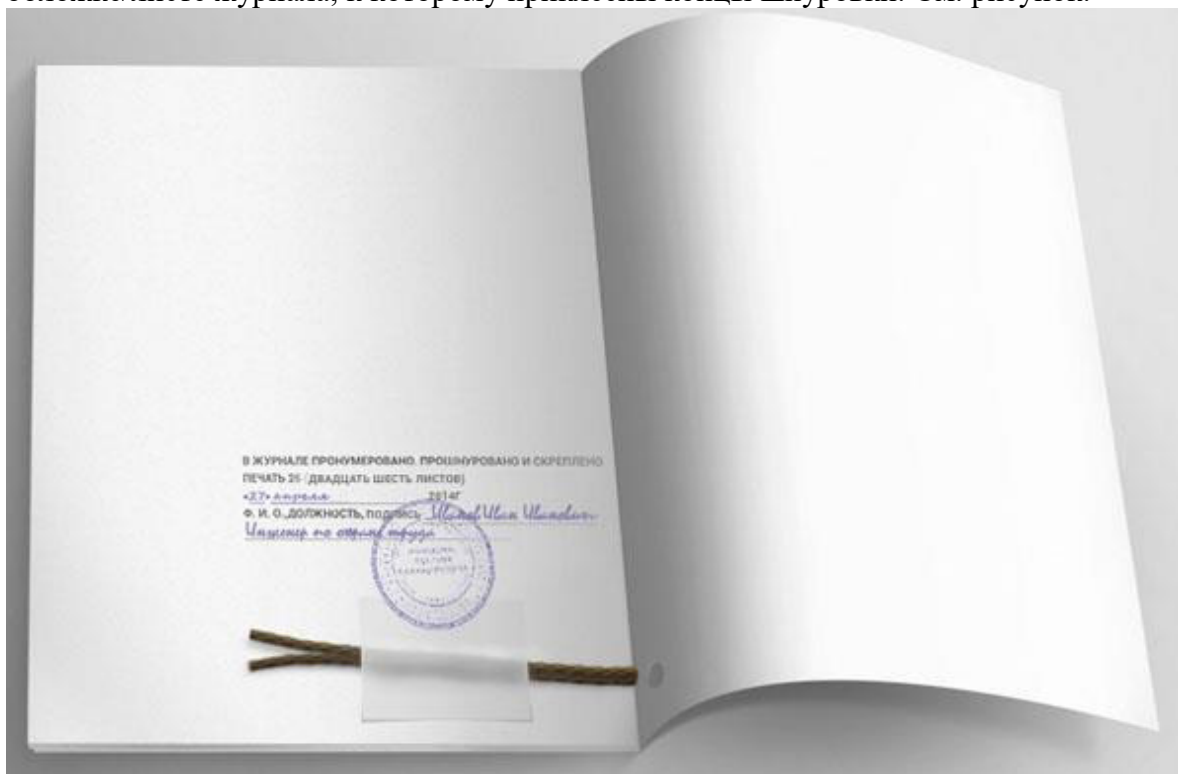 В ЖУРНАЛЕ ПРОНУМЕРОВАНО. ПРОШНУРОВАНО И СКРЕПЛЕНО
ПЕЧАТЬ 26 (ДВАДЦАТЬ ШЕСТЬ ЛИСТОВ)
«27» апреля 2014Г
Ф. И. О.,ДОЛЖНОСТЬ, подпись Иванов Иван Иванович
Инженер по охране труда